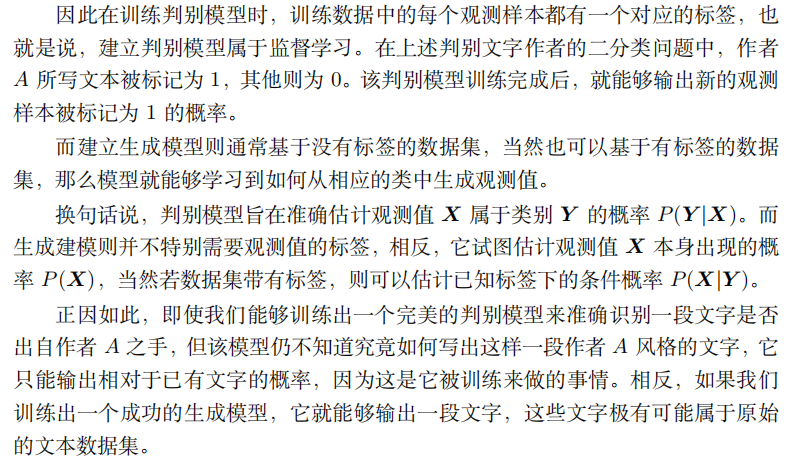 因此在训练判别模型时，训练数据中的每个观测样本都有一个对应的标签，也
就是说，建立判别模型属于监督学习。在上述判别文字作者的二分类问题中，作者
A 所写文本被标记为 1，其他则为 0。该判别模型训练完成后，就能够输出新的观测
样本被标记为 1 的概率。
而建立生成模型则通常基于没有标签的数据集，当然也可以基于有标签的数据
集，那么模型就能够学习到如何从相应的类中生成观测值。
换句话说，判别模型旨在准确估计观测值 X 属于类别 Y 的概率 P(Y|X)。而
生成建模则并不特别需要观测值的标签，相反，它试图估计观测值 X 本身出现的概
率 P(X)，当然若数据集带有标签，则可以估计已知标签下的条件概率 P(X|Y)。
正因如此，即使我们能够训练出一个完美的判别模型来准确识别一段文字是否
出自作者 A 之手，但该模型仍不知道究竟如何写出这样一段作者 A 风格的文字，它
只能输出相对于已有文字的概率，因为这是它被训练来做的事情。相反，如果我们
训练出一个成功的生成模型，它就能够输出一段文字，这些文字极有可能属于原始
的文本数据集。